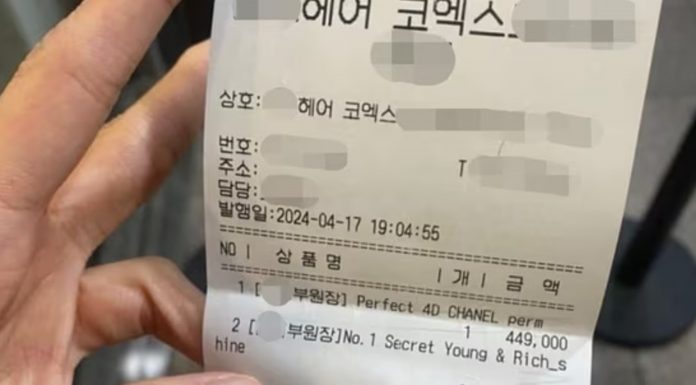 헤어 코엑스
상호: 헤어 코엑스
번호:
주소: T
담당:
발행일:2024-04-17 19:04:55
NO | 상 품 명 | 개 | 금 액
1 [ 부원장] Perfect 4D CHANEL perm
1 449,000
2 [ 부원장]No.1 Secret Young & Rich_s
hine